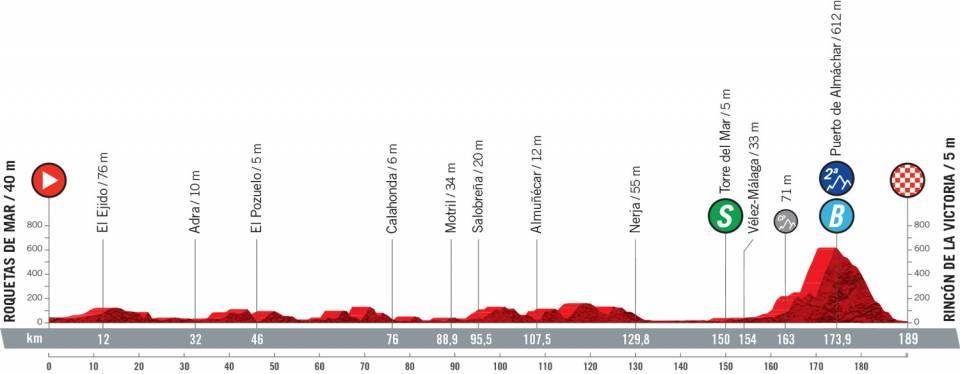 ROQUETAS DE MAR / 40 m
El Ejido / 76 m
Adra / 10 m
El Pozuelo / 5 m
Calahonda / 6 m
Motril / 34 m
Salobreña / 20 m
Almuñécar / 12 m
Nerja / 55 m
Torre del Mar / 5 m
S
Vélez-Málaga / 33 m
71 m
Puerto de Almáchar / 612 m
2ª
B
RINCÓN DE LA VICTORIA / 5 m
800
600
400
200
0
800
600
400
200
0
km 12 32 46 76 88,9 95,5 107,5 129,8 150 154 163 173,9 189
0 10 20 30 40 50 60 70 80 90 100 110 120 130 140 150 160 170 180